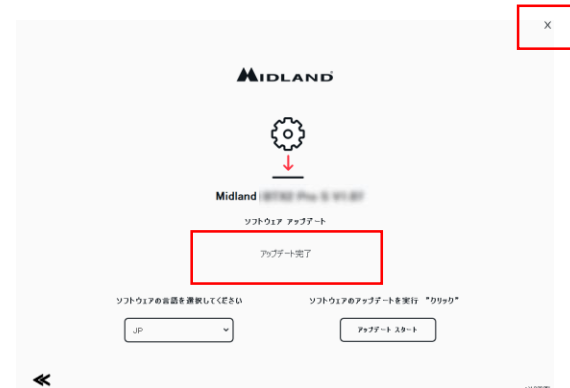 X
MIDLAND
Midland
ソフトウェア アップデート
アップデート完了
ソフトウェアの言語を選択してください
ソフトウェアのアップデートを実行 "クリック"
JP
アップデート スタート